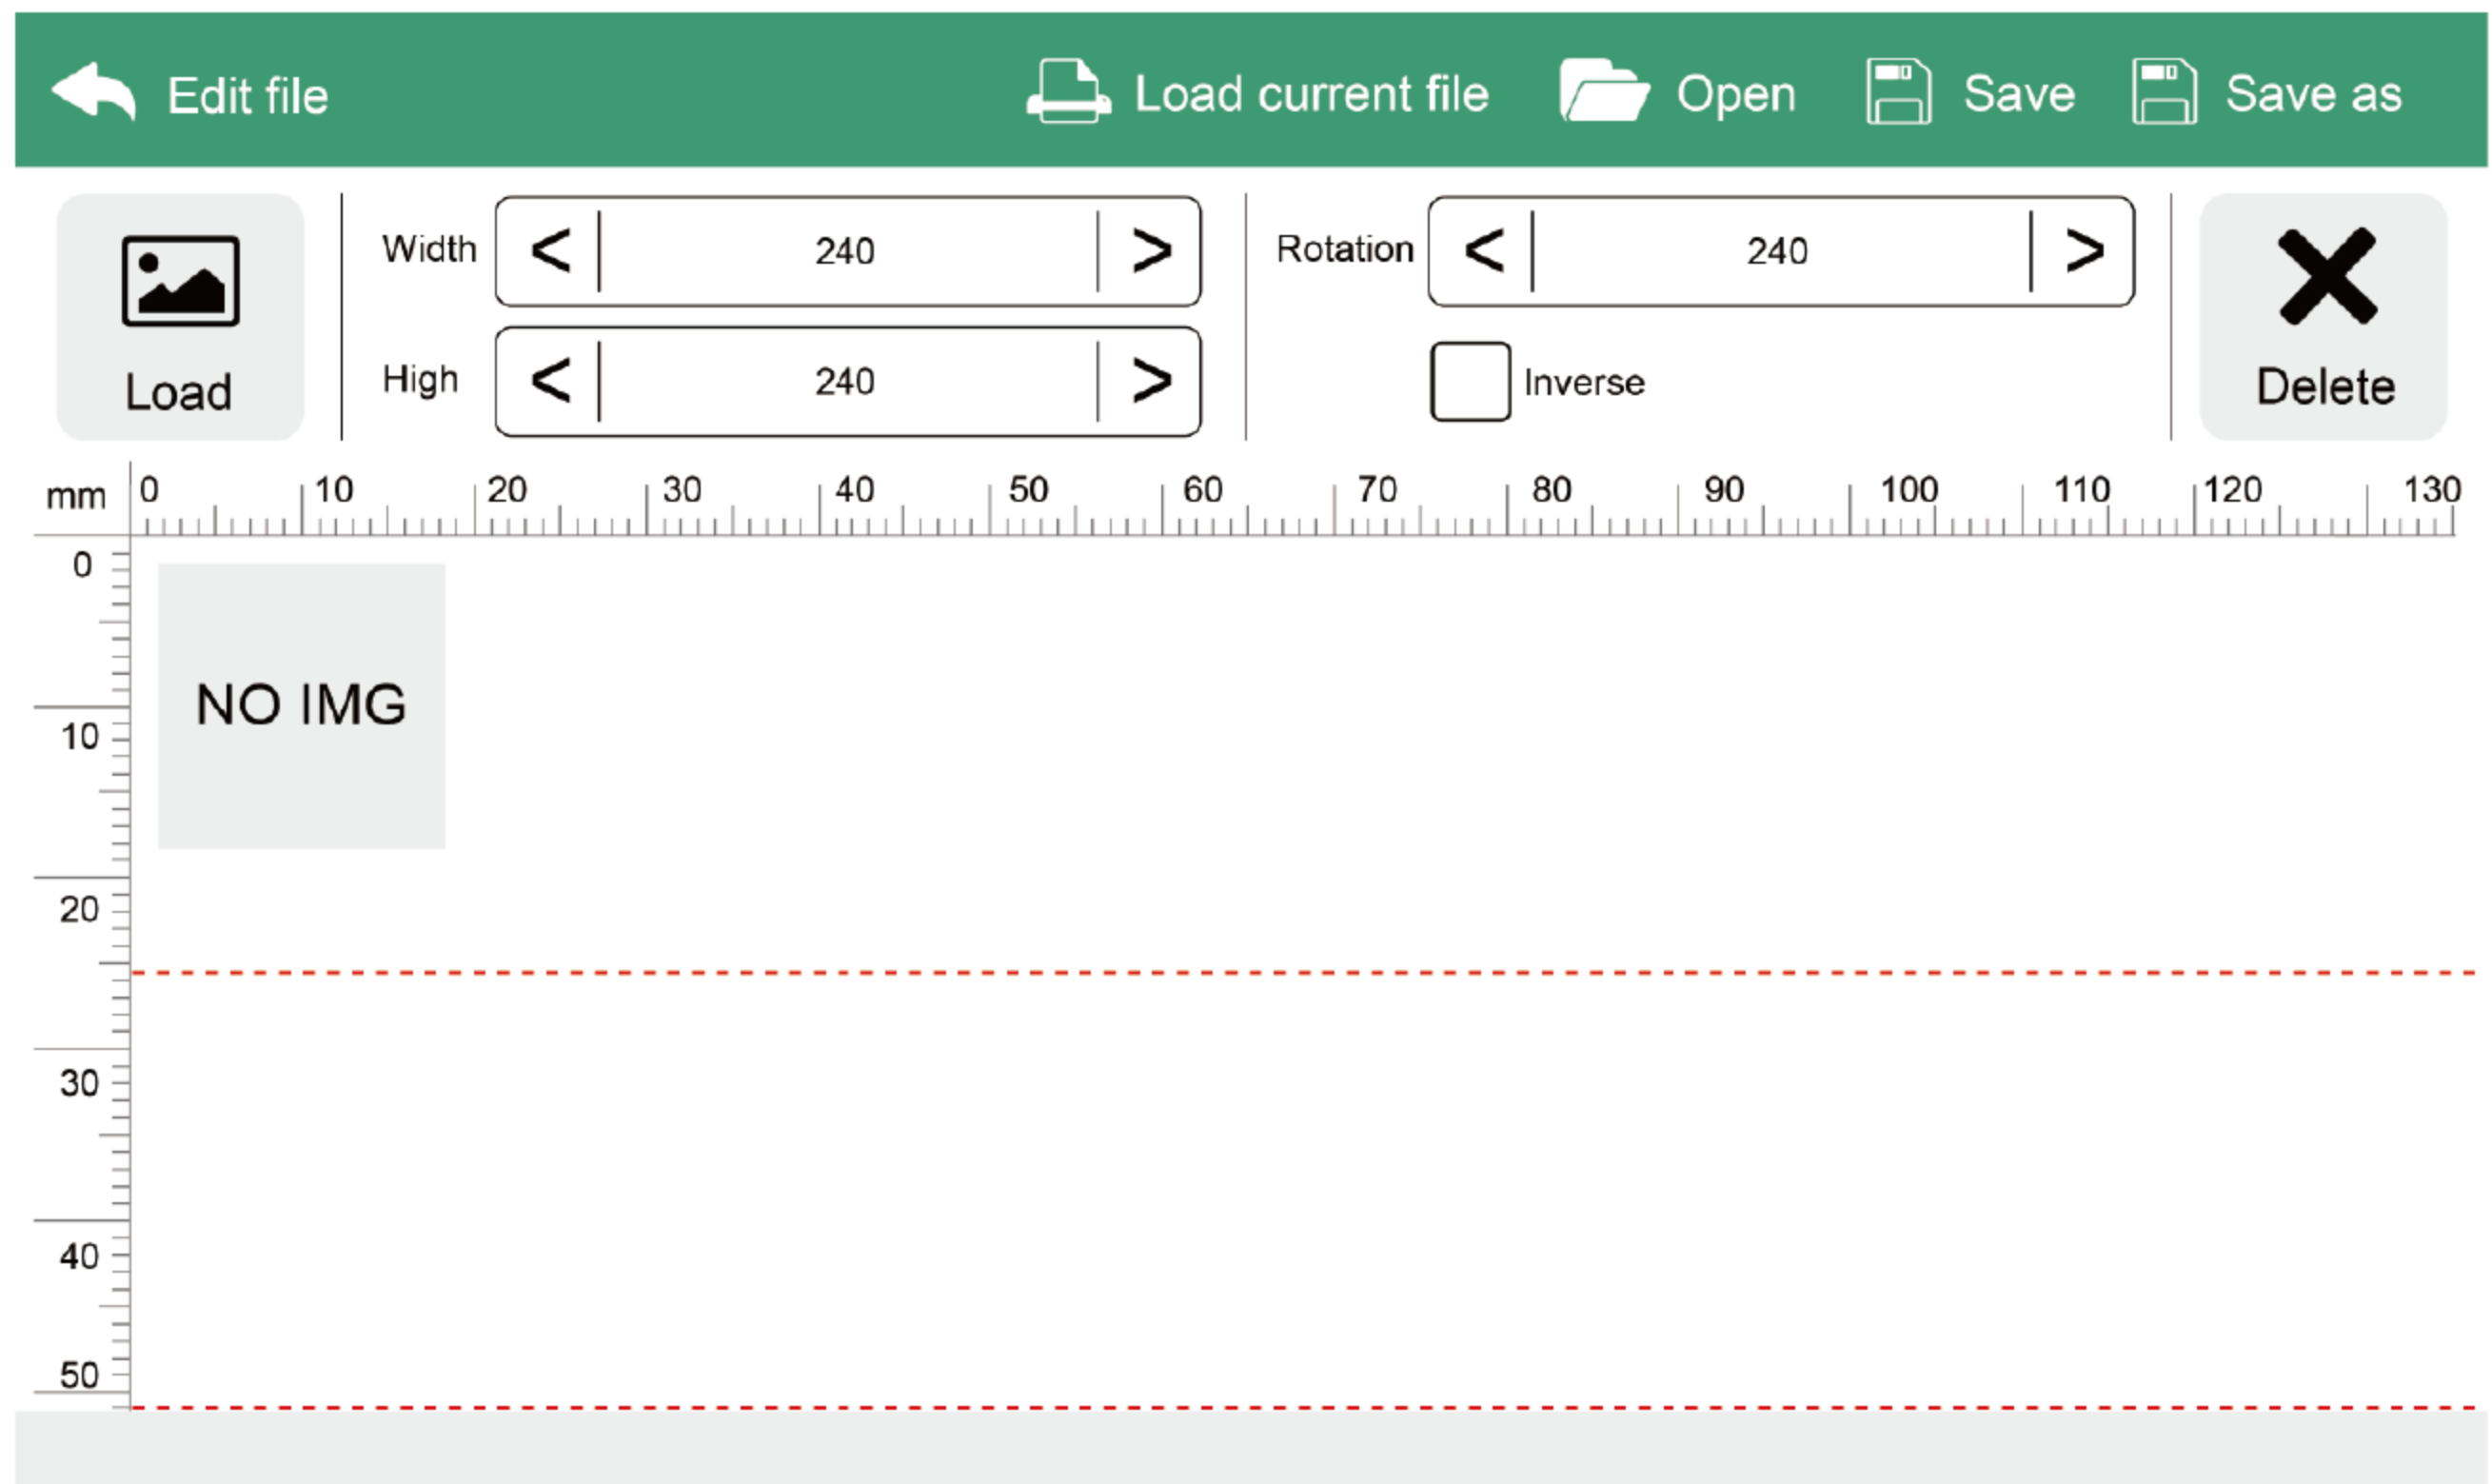 Edit file Load current file Open Save Save as
Load
Width < 240 >
High < 240 >
Rotation < 240 >
Inverse
Delete
mm 0 10 20 30 40 50 60 70 80 90 100 110 120 130
0
NO IMG
10
20
30
40
50